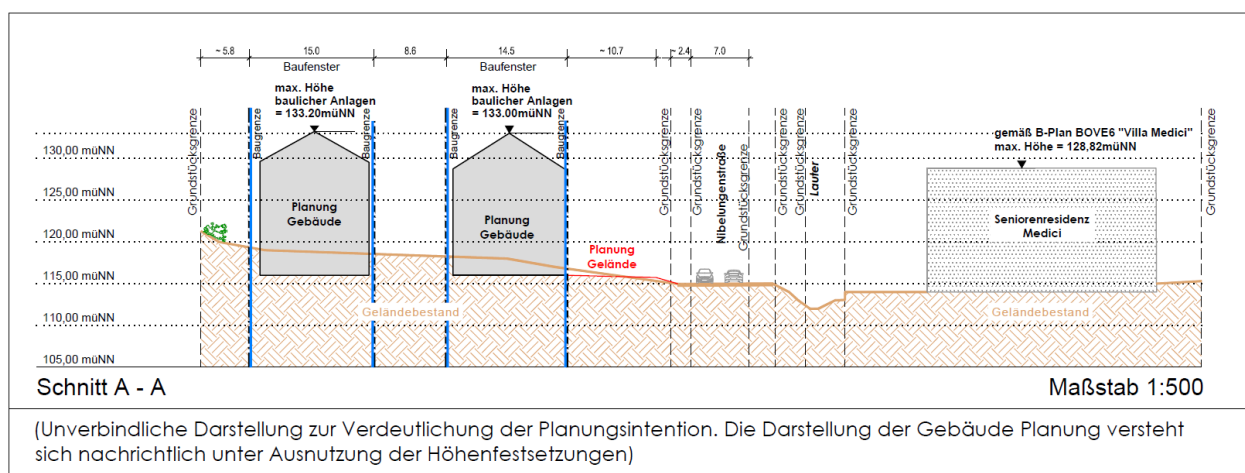 ~ 5.8 15.0 8.6 14.5 ~ 10.7 ~ 2.4 7.0
Baufenster Baufenster
max. Höhe
baulicher Anlagen
= 133.20müNN
max. Höhe
baulicher Anlagen
= 133.00müNN
gemäß B-Plan BOVE6 "Villa Medici"
max. Höhe = 128,82müNN
Grundstücksgrenze
Baugrenze
Baugrenze
Baugrenze
Baugrenze
Grundstücksgrenze
Grundstücksgrenze
Nibelungenstraße
Grundstücksgrenze
Grundstücksgrenze
Grundstücksgrenze
Laufer
Grundstücksgrenze
Grundstücksgrenze
130,00 müNN
125,00 müNN
120,00 müNN
115,00 müNN
110,00 müNN
105,00 müNN
Planung
Gebäude
Planung
Gebäude
Planung
Gelände
Seniorenresidenz
Medici
Geländebestand
Geländebestand
Schnitt A - A
Maßstab 1:500
(Unverbindliche Darstellung zur Verdeutlichung der Planungsintention. Die Darstellung der Gebäude Planung versteht
sich nachrichtlich unter Ausnutzung der Höhenfestsetzungen)